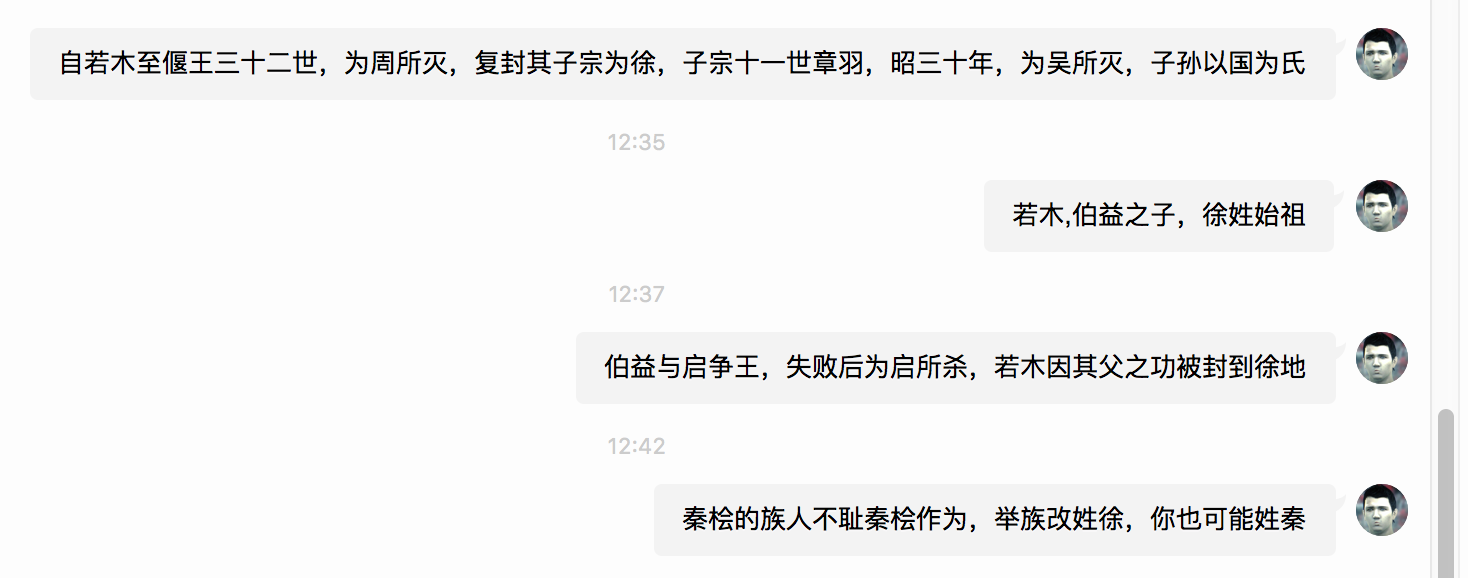 自若木至偃王三十二世，为周所灭，复封其子宗为徐，子宗十一世章羽，昭三十年，为吴所灭，子孙以国为氏
12:35
若木,伯益之子，徐姓始祖
12:37
伯益与启争王，失败后为启所杀，若木因其父之功被封到徐地
12:42
秦桧的族人不耻秦桧作为，举族改姓徐，你也可能姓秦